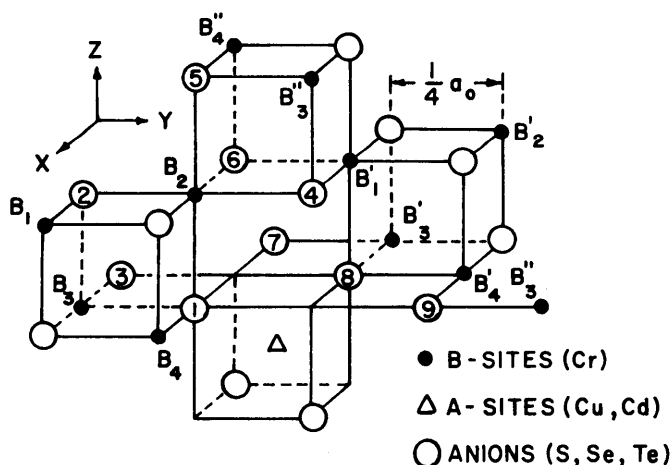 B₄''
Z
5
B₃''
1/4 a₀
Y
X
B₂
6
B₁'
B₂'
2
4
B₁
7
B₃'
B₃
3
8
B₄'
B₃''
1
9
B₄
● B-SITES (Cr)
△ A-SITES (Cu, Cd)
○ ANIONS (S, Se, Te)